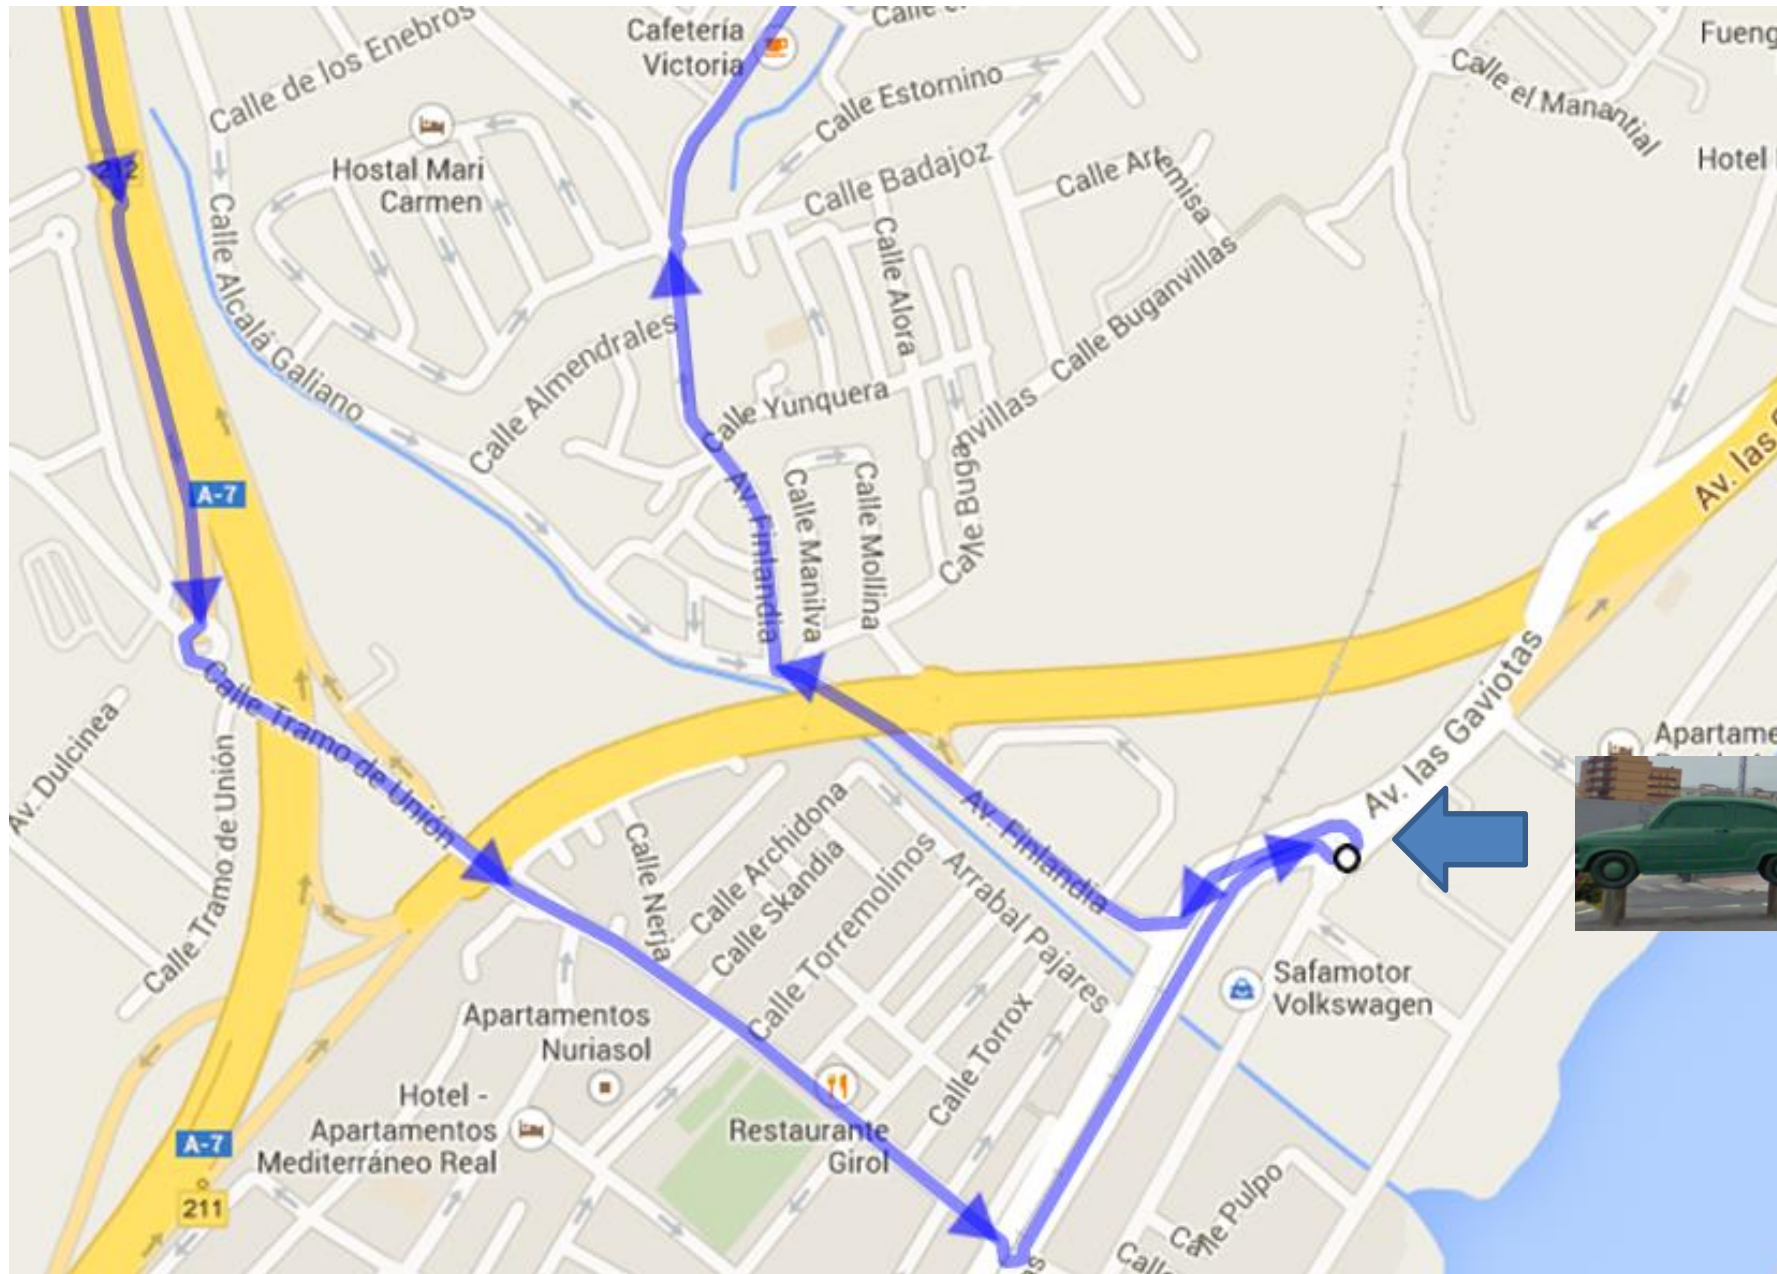 Cafetería
Victoria
Calle
Fueng
Calle de los Enebros
Calle Estornino
Calle el Manantial
Hostal Mari
Carmen
Calle Badajoz
Calle Artemisa
Hotel
212
Calle Alcalá Galiano
Calle Alora
Calle Buganvillas
Calle Almendrales
Calle Yunquera
Calle Buganvillas
A-7
Av. Finlandia
Calle Manilva
Calle Mollina
Av. las
Av. las Gaviotas
Calle Tramo de Unión
Av. Dulcinea
Calle Tramo de Unión
Apartame
Av. Finlandia
Calle Nerja
Calle Archidona
Calle Skandia
Calle Torremolinos
Arrabal Pajares
Safamotor
Volkswagen
Apartamentos
Nuriasol
Calle Torrox
Hotel -
Apartamentos
Mediterráneo Real
Restaurante
Girol
A-7
211
Calle Pulpo
Calle